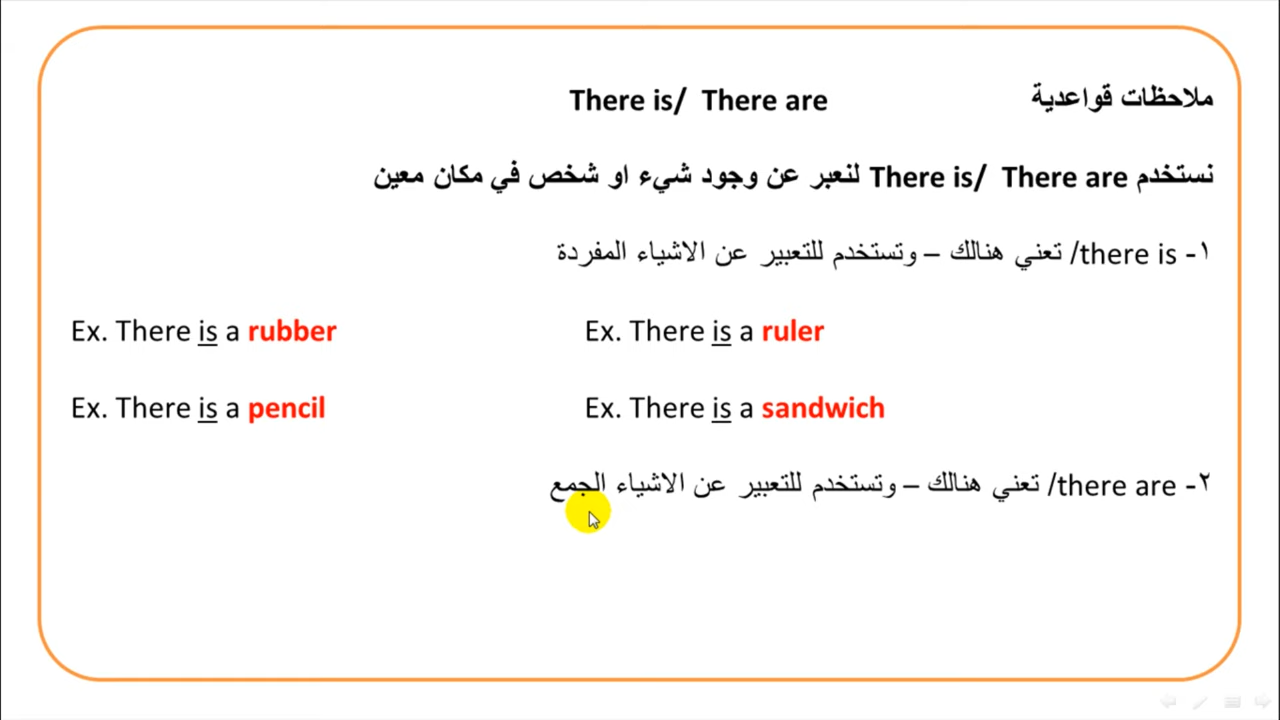 ملاحظات قواعدية There is/ There are
نستخدم There is/ There are لنعبر عن وجود شيء او شخص في مكان معين
١- there is/ تعني هنالك – وتستخدم للتعبير عن الاشياء المفردة
Ex. There is a rubber Ex. There is a ruler
Ex. There is a pencil Ex. There is a sandwich
٢- there are/ تعني هنالك – وتستخدم للتعبير عن الاشياء الجمع